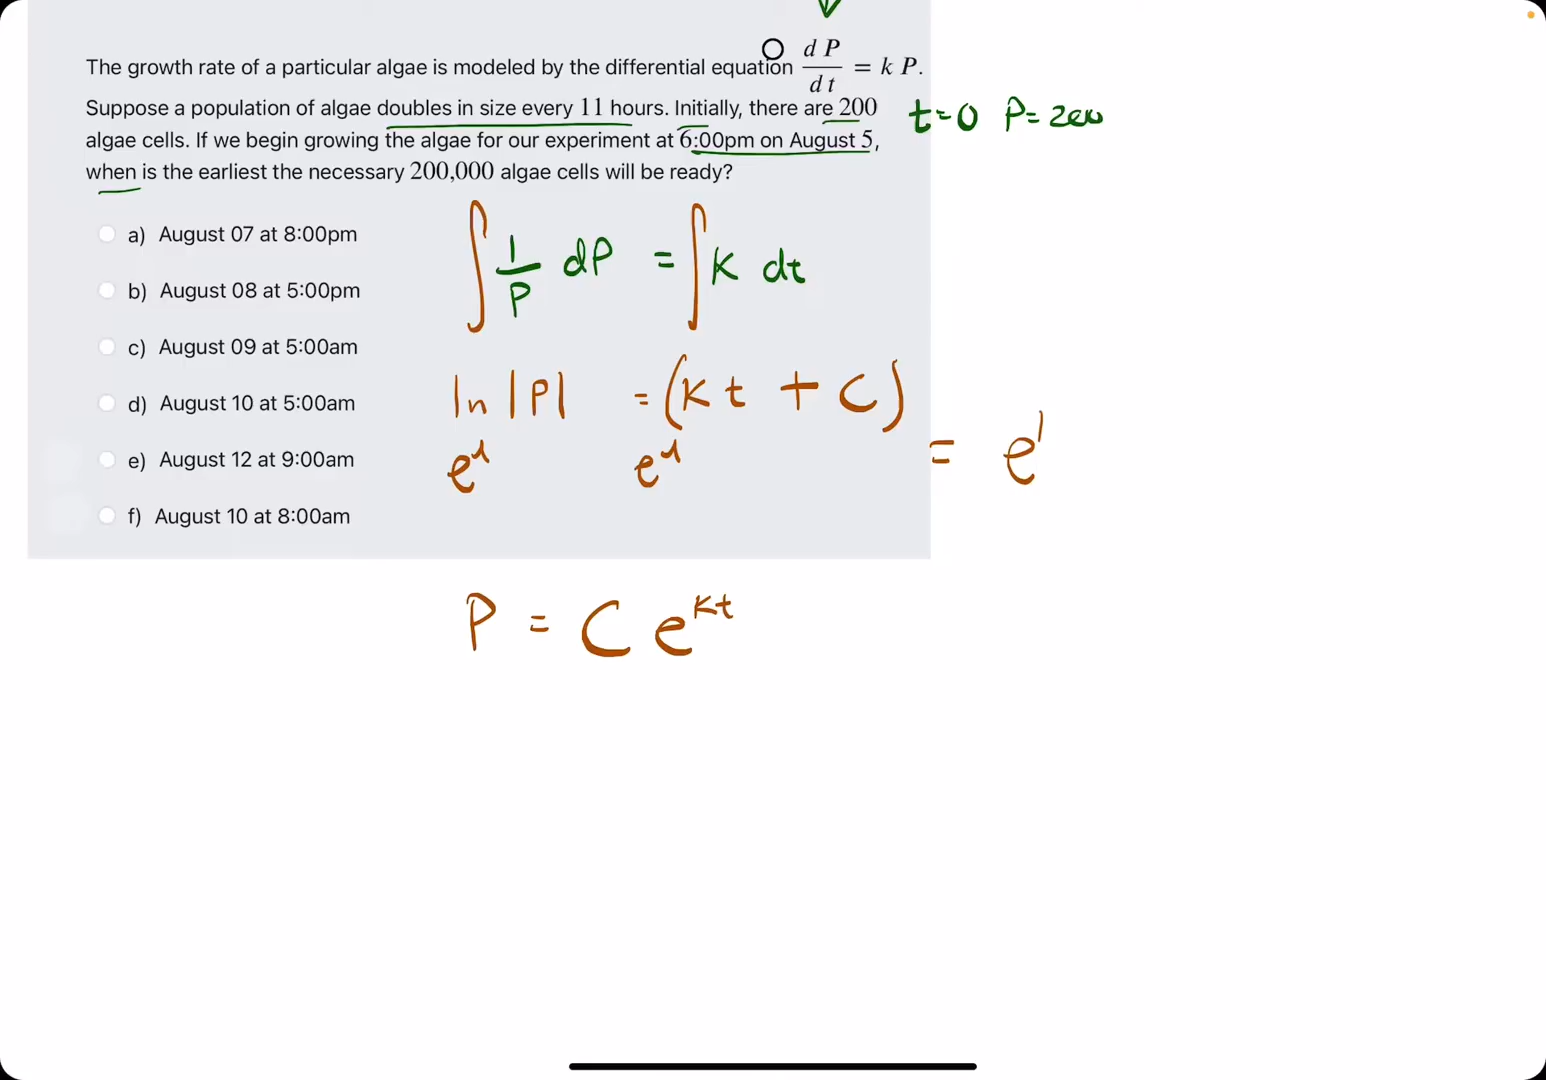 The growth rate of a particular algae is modeled by the differential equation dP/dt = k P.
Suppose a population of algae doubles in size every 11 hours. Initially, there are 200
t=0 P=200
algae cells. If we begin growing the algae for our experiment at 6:00pm on August 5,
when is the earliest the necessary 200,000 algae cells will be ready?
a) August 07 at 8:00pm
b) August 08 at 5:00pm
c) August 09 at 5:00am
d) August 10 at 5:00am
e) August 12 at 9:00am
f) August 10 at 8:00am
∫ 1/P dP = ∫ K dt
ln |P| = (Kt + C)
e e = e
P = C e^Kt